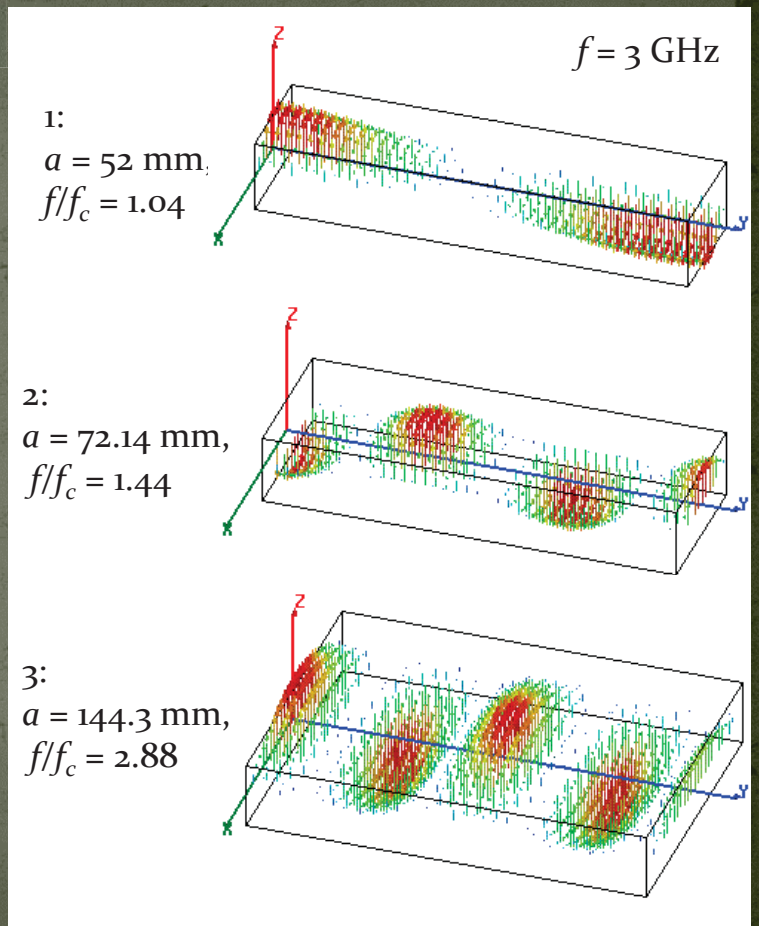 f = 3 GHz
1:
a = 52 mm,
f/fc = 1.04
Z
X
Y
2:
a = 72.14 mm,
f/fc = 1.44
Z
X
Y
3:
a = 144.3 mm,
f/fc = 2.88
Z
X
Y